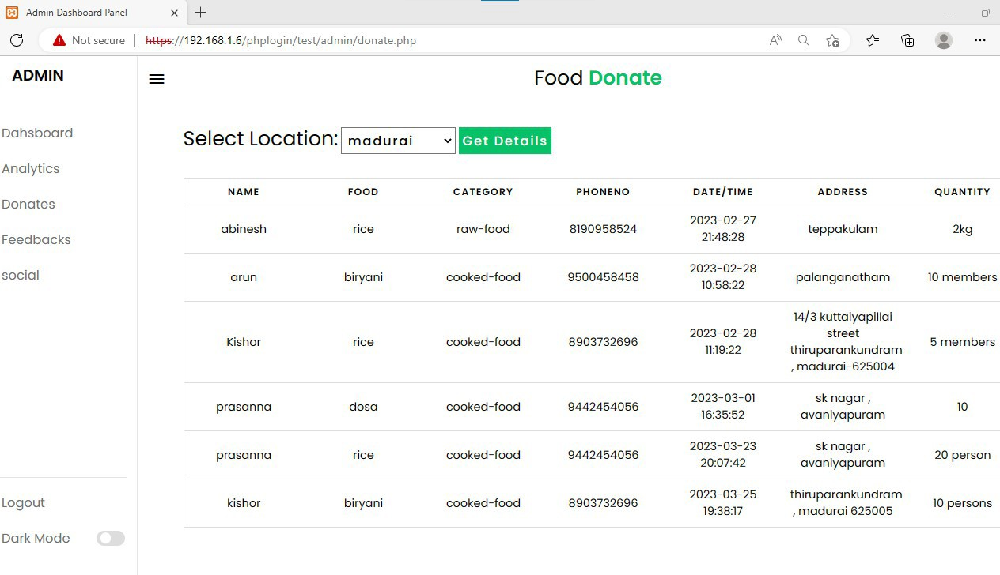 Admin Dashboard Panel
Not secure
https://192.168.1.6/phplogin/test/admin/donate.php
ADMIN
Food Donate
Dahsboard
Analytics
Donates
Feedbacks
social
Logout
Dark Mode
Select Location: madurai Get Details
NAME FOOD CATEGORY PHONENO DATE/TIME ADDRESS QUANTITY
abinesh rice raw-food 8190958524 2023-02-27 21:48:28 teppakulam 2kg
arun biryani cooked-food 9500458458 2023-02-28 10:58:22 palanganatham 10 members
Kishor rice cooked-food 8903732696 2023-02-28 11:19:22 14/3 kuttaiyapillai street thiruparankundram , madurai-625004 5 members
prasanna dosa cooked-food 9442454056 2023-03-01 16:35:52 sk nagar , avaniyapuram 10
prasanna rice cooked-food 9442454056 2023-03-23 20:07:42 sk nagar , avaniyapuram 20 person
kishor biryani cooked-food 8903732696 2023-03-25 19:38:17 thiruparankundram , madurai 625005 10 persons